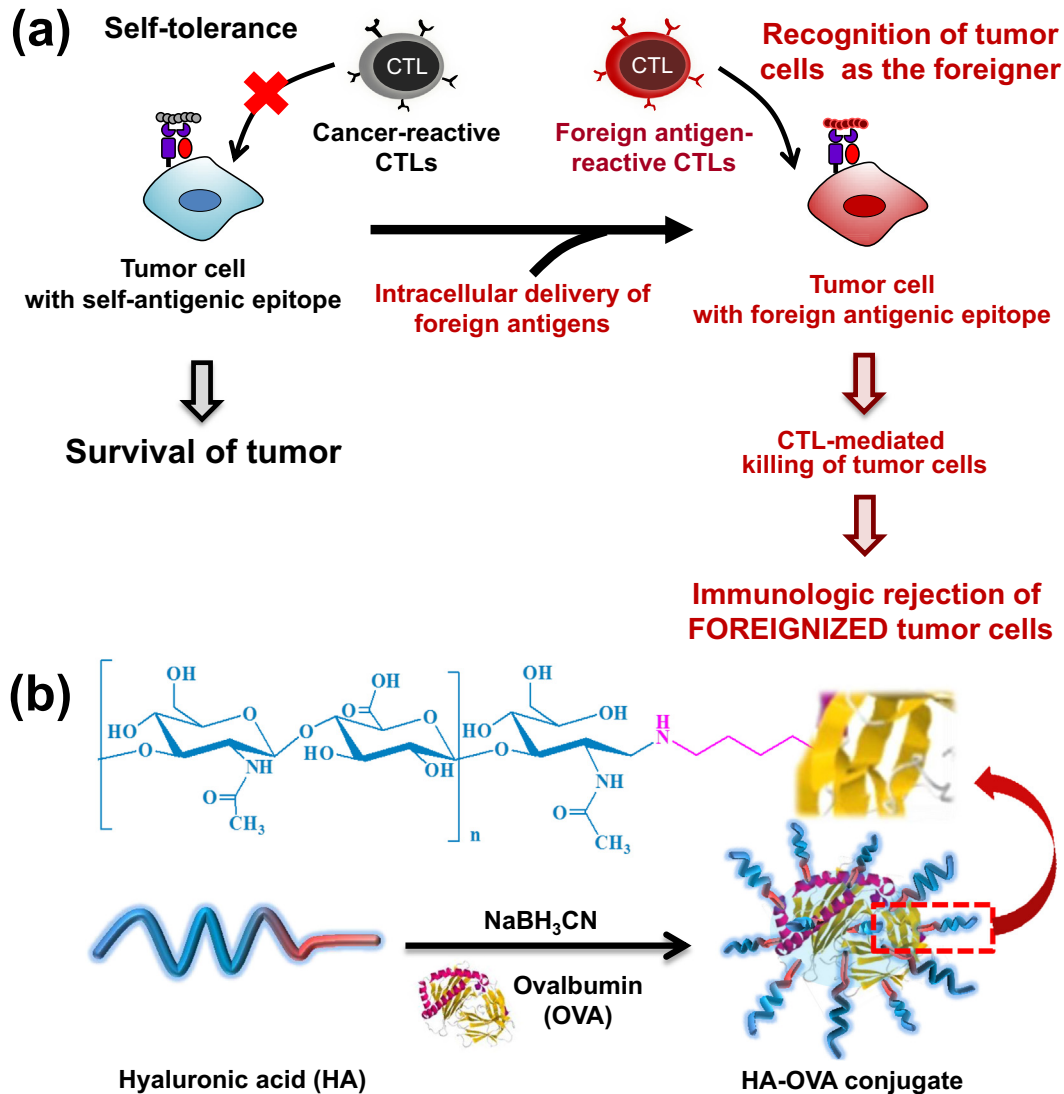 (a)
Self-tolerance
CTL
Cancer-reactive
CTLs
CTL
Foreign antigen-
reactive CTLs
Recognition of tumor
cells as the foreigner
Tumor cell
with self-antigenic epitope
Intracellular delivery of
foreign antigens
Tumor cell
with foreign antigenic epitope
Survival of tumor
CTL-mediated
killing of tumor cells
Immunologic rejection of
FOREIGNIZED tumor cells
(b)
OH
HO
O
O
NH
O
CH3
O
O
OH
O
HO
OH
n
O
OH
HO
OH
NH
O
CH3
H
N
NaBH3CN
Ovalbumin
(OVA)
Hyaluronic acid (HA)
HA-OVA conjugate